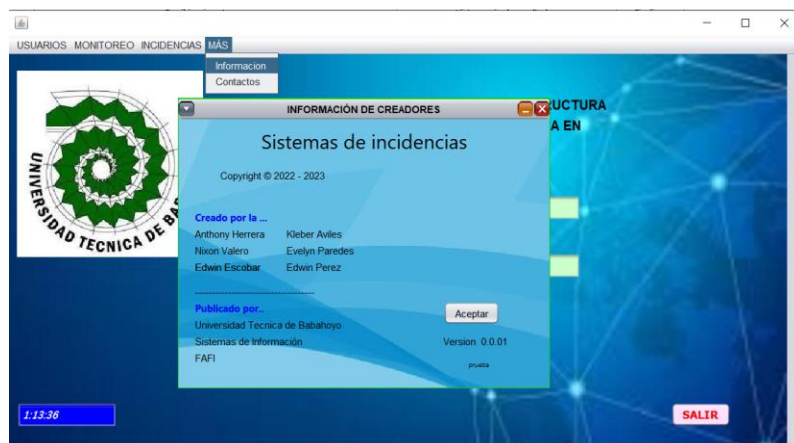 USUARIOS MONITOREO INCIDENCIAS MÁS
Informacion
Contactos
UCTURA
A EN
UNIVERSIDAD TECNICA DE BA
INFORMACIÓN DE CREADORES
Sistemas de incidencias
Copyright © 2022 - 2023
Creado por la ...
Anthony Herrera Kleber Aviles
Nixon Valero Evelyn Paredes
Edwin Escobar Edwin Perez
-----------------------------------
Publicado por..
Universidad Tecnica de Babahoyo
Sistemas de Información
FAFI
Aceptar
Version 0.0.01
prueba
1:13:36
SALIR